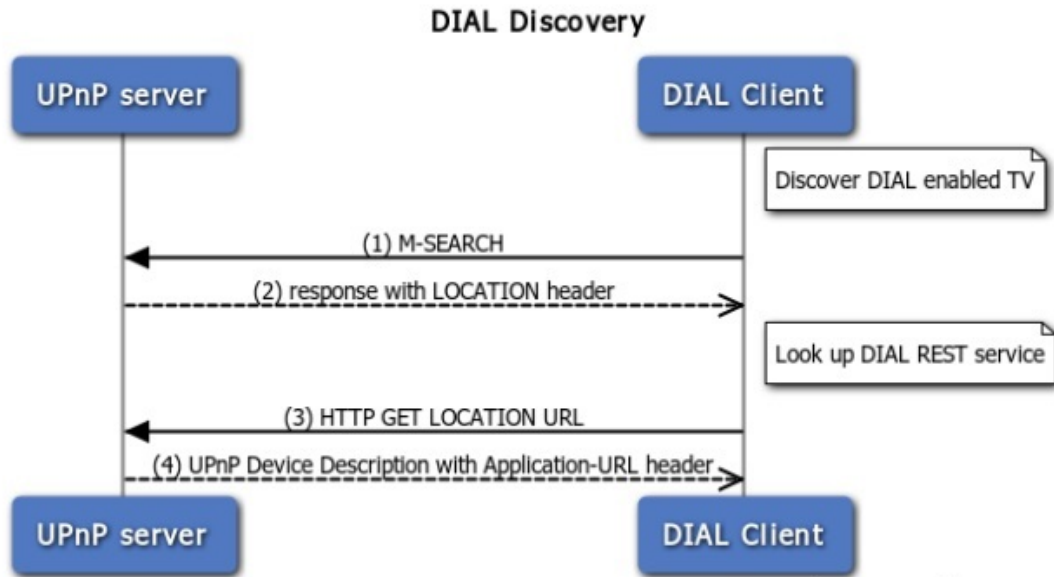 DIAL Discovery
UPnP server
DIAL Client
Discover DIAL enabled TV
(1) M-SEARCH
(2) response with LOCATION header
Look up DIAL REST service
(3) HTTP GET LOCATION URL
(4) UPnP Device Description with Application-URL header
UPnP server
DIAL Client